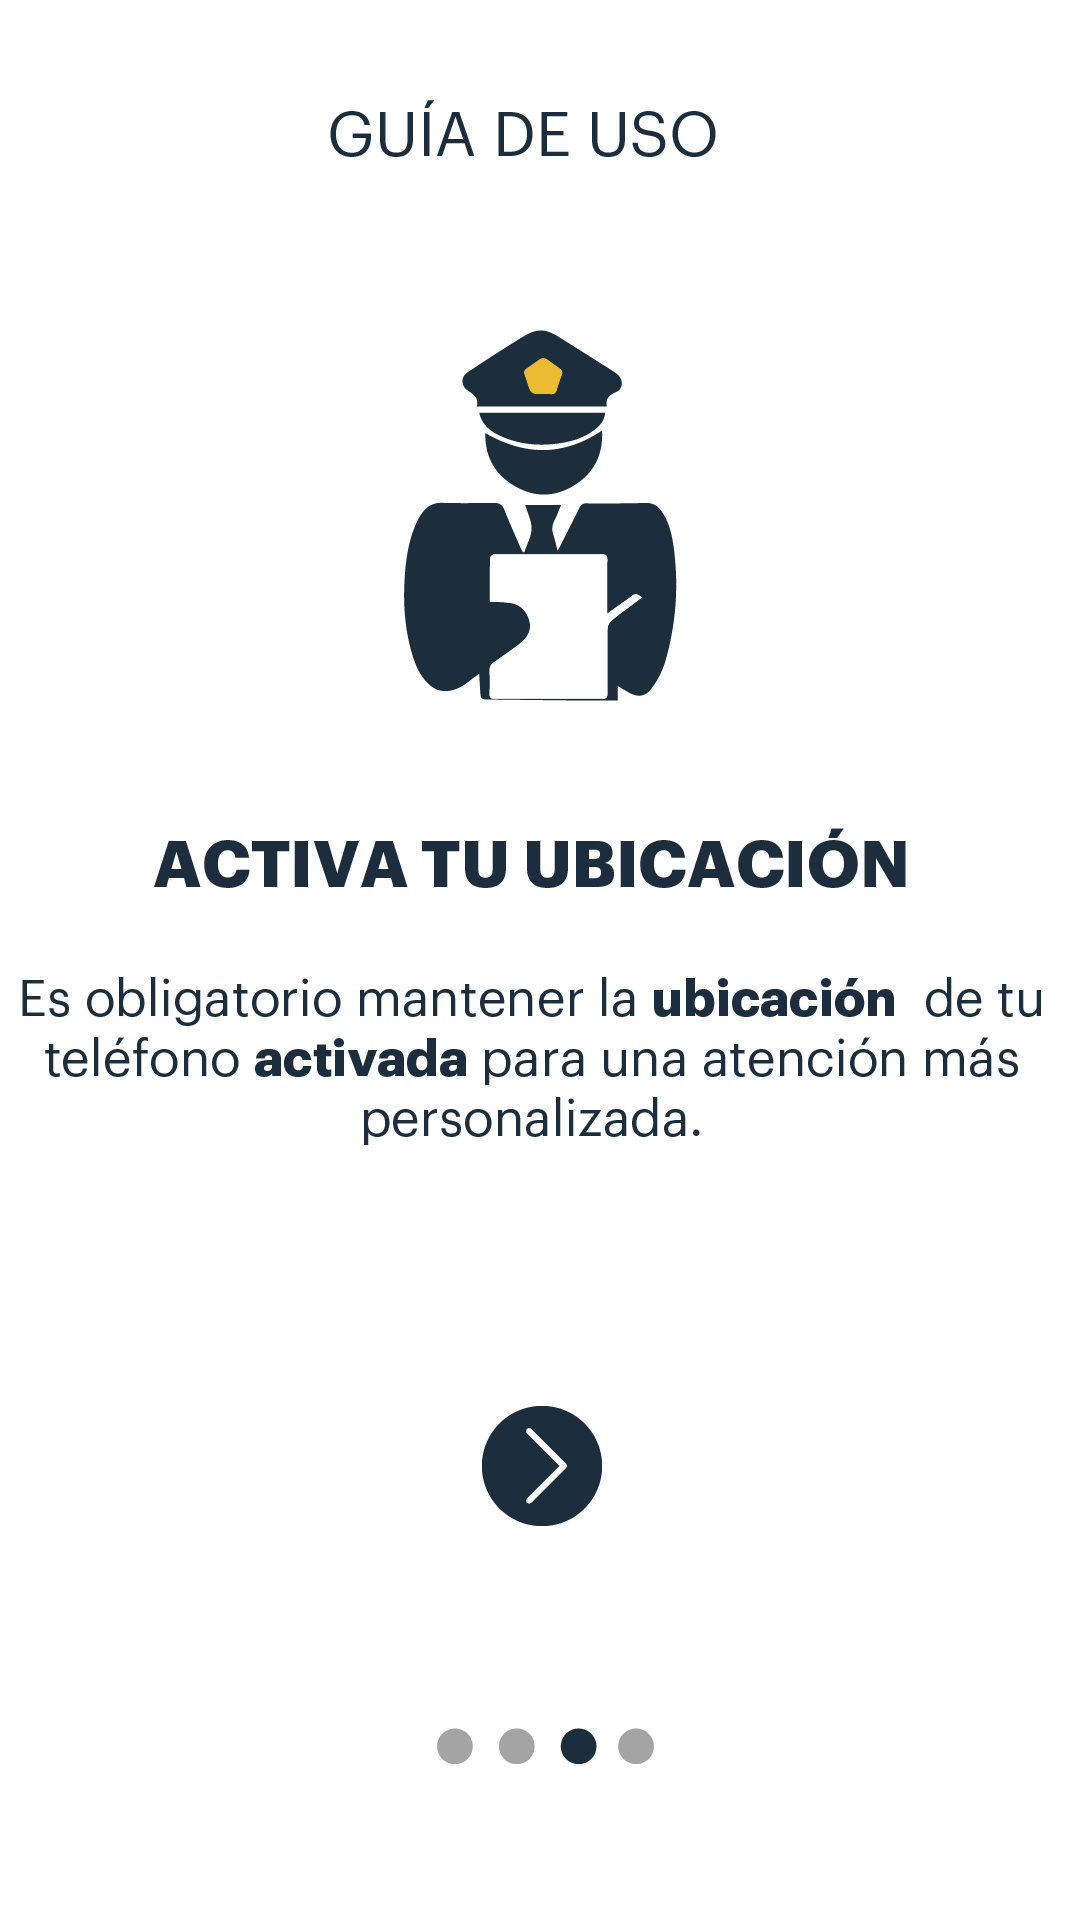 GUÍA DE USO
ACTIVA TU UBICACIÓN
Es obligatorio mantener la ubicación de tu
teléfono activada para una atención más
personalizada.